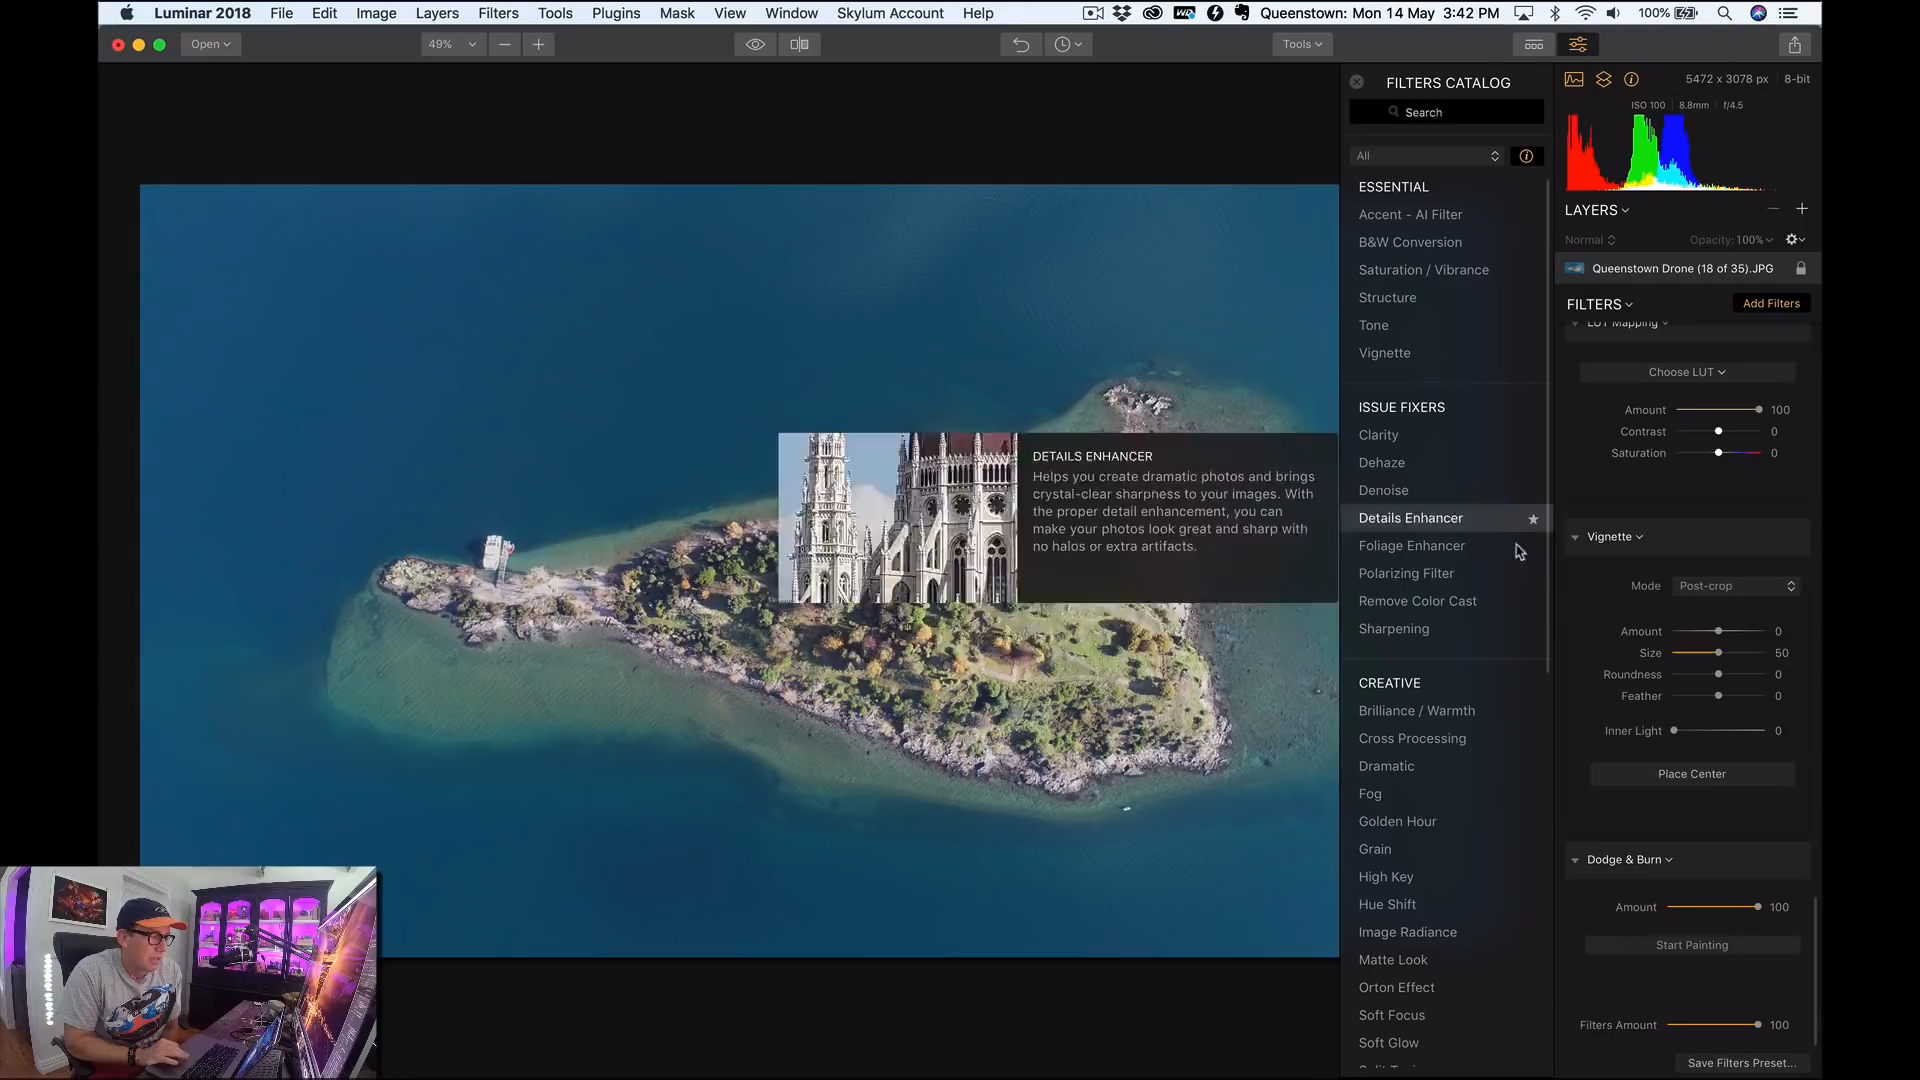 Luminar 2018 File Edit Image Layers Filters Tools Plugins Mask View Window Skylum Account Help Queenstown: Mon 14 May 3:42 PM 100%
Open 49% Tools
FILTERS CATALOG
Search
All
ESSENTIAL
Accent - AI Filter
B&W Conversion
Saturation / Vibrance
Structure
Tone
Vignette
ISSUE FIXERS
Clarity
Dehaze
Denoise
Details Enhancer
Foliage Enhancer
Polarizing Filter
Remove Color Cast
Sharpening
CREATIVE
Brilliance / Warmth
Cross Processing
Dramatic
Fog
Golden Hour
Grain
High Key
Hue Shift
Image Radiance
Matte Look
Orton Effect
Soft Focus
Soft Glow
DETAILS ENHANCER
Helps you create dramatic photos and brings
crystal-clear sharpness to your images. With
the proper detail enhancement, you can
make your photos look great and sharp with
no halos or extra artifacts.
5472 x 3078 px 8-bit
ISO 100 8.8mm f/4.5
LAYERS
Normal Opacity: 100%
Queenstown Drone (18 of 35).JPG
FILTERS Add Filters
LUT Mapping
Choose LUT
Amount 100
Contrast 0
Saturation 0
Vignette
Mode Post-crop
Amount 0
Size 50
Roundness 0
Feather 0
Inner Light 0
Place Center
Dodge & Burn
Amount 100
Start Painting
Filters Amount 100
Save Filters Preset...